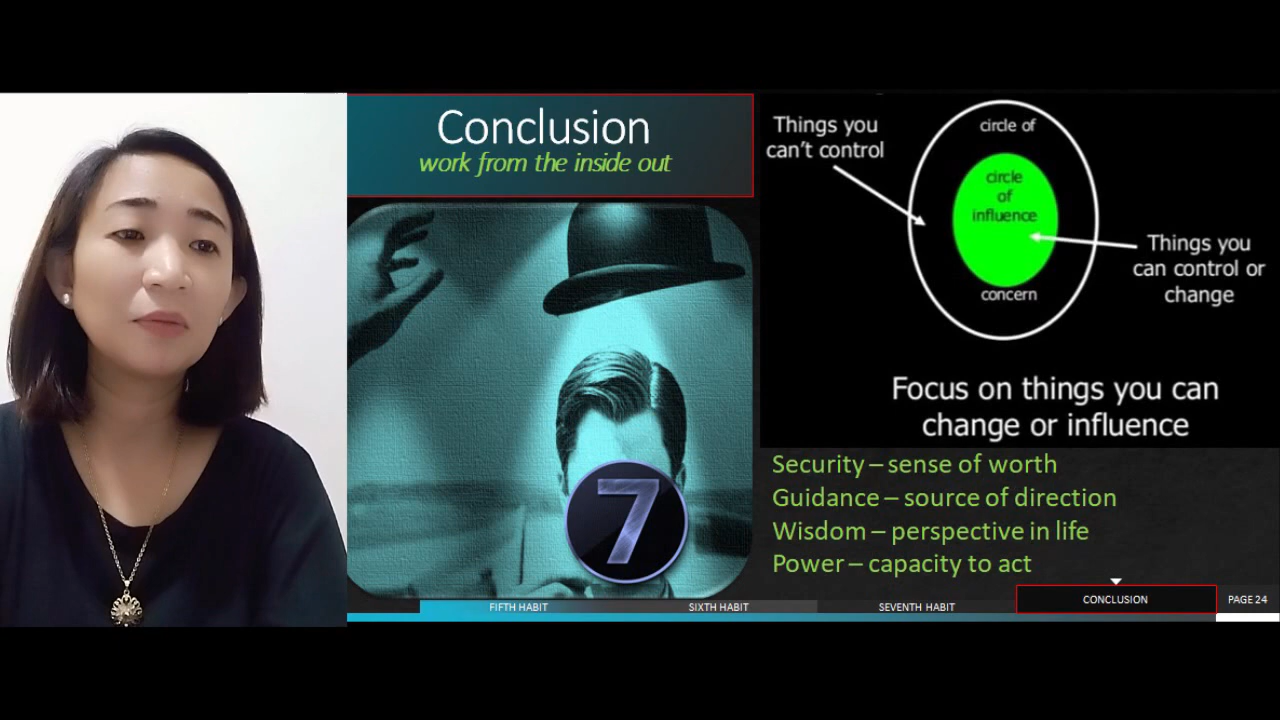 Conclusion
work from the inside out
7
Things you
can't control
circle of
circle
of
influence
concern
Things you
can control or
change
Focus on things you can
change or influence
Security – sense of worth
Guidance – source of direction
Wisdom – perspective in life
Power – capacity to act
FIFTH HABIT
SIXTH HABIT
SEVENTH HABIT
CONCLUSION
PAGE 24